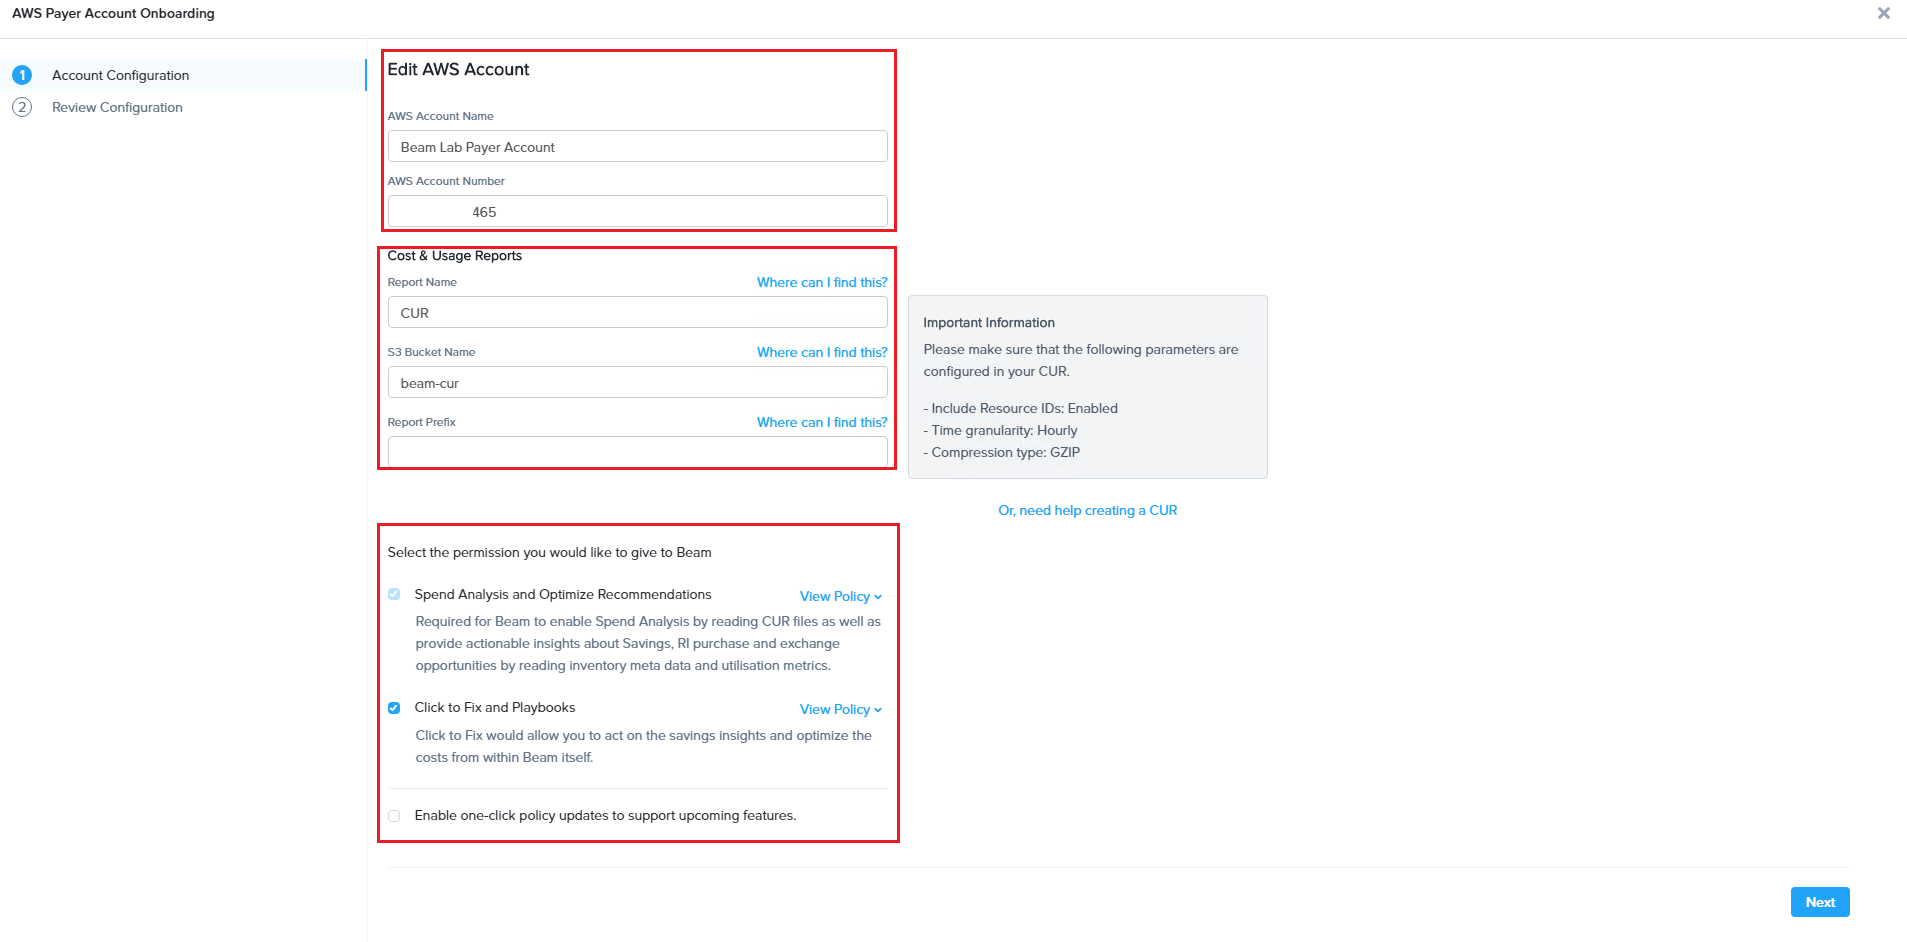 AWS Payer Account Onboarding
1 Account Configuration
2 Review Configuration
Edit AWS Account
AWS Account Name
Beam Lab Payer Account
AWS Account Number
465
Cost & Usage Reports
Report Name Where can I find this?
CUR
S3 Bucket Name Where can I find this?
beam-cur
Report Prefix Where can I find this?
Important Information
Please make sure that the following parameters are
configured in your CUR.
- Include Resource IDs: Enabled
- Time granularity: Hourly
- Compression type: GZIP
Or, need help creating a CUR
Select the permission you would like to give to Beam
Spend Analysis and Optimize Recommendations View Policy
Required for Beam to enable Spend Analysis by reading CUR files as well as
provide actionable insights about Savings, RI purchase and exchange
opportunities by reading inventory meta data and utilisation metrics.
Click to Fix and Playbooks View Policy
Click to Fix would allow you to act on the savings insights and optimize the
costs from within Beam itself.
Enable one-click policy updates to support upcoming features.
Next